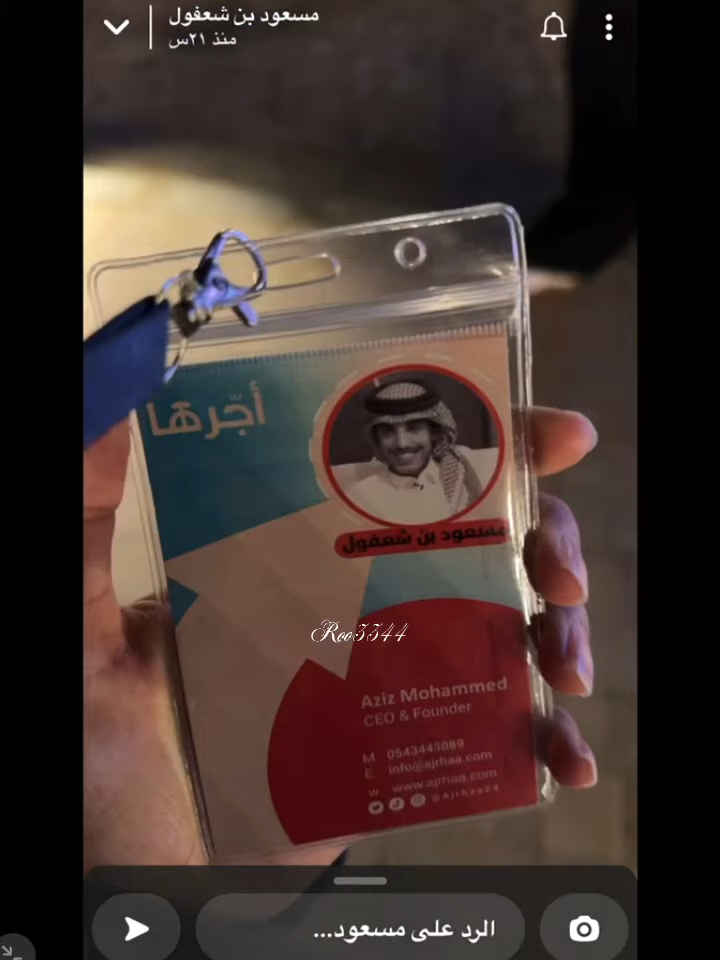 مسعود بن شعفول
منذ ٢١س
أجّرها
مسعود بن شعفول
Roo3344
Aziz Mohammed
CEO & Founder
M 0543443089
E info@ajrhaa.com
w www.ajrhaa.com
@Ajrhaa24
الرد على مسعود...